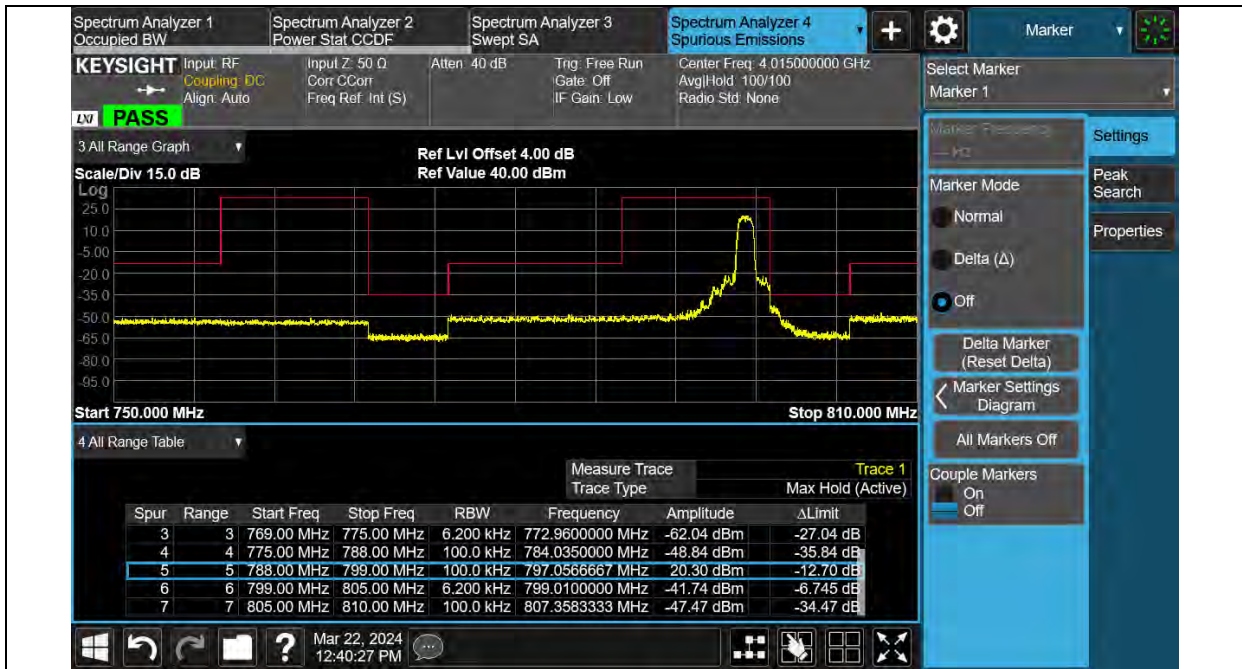 Spectrum Analyzer 1
Occupied BW
Spectrum Analyzer 2
Power Stat CCDF
Spectrum Analyzer 3
Swept SA
Spectrum Analyzer 4
Spurious Emissions
Marker
KEYSIGHT
Input: RF
Coupling: DC
Align: Auto
Input Z: 50 Ω
Corr CCorr
Freq Ref: Int (S)
Atten: 40 dB
Trig: Free Run
Gate: Off
IF Gain: Low
Center Freq: 4.015000000 GHz
Avg|Hold: 100/100
Radio Std: None
LXI PASS
Select Marker
Marker 1
3 All Range Graph
Scale/Div 15.0 dB
Ref Lvl Offset 4.00 dB
Ref Value 40.00 dBm
Log
25.0
10.0
-5.00
-20.0
-35.0
-50.0
-65.0
-80.0
-95.0
Start 750.000 MHz
Stop 810.000 MHz
4 All Range Table
Measure Trace Trace 1
Trace Type Max Hold (Active)
Spur Range Start Freq Stop Freq RBW Frequency Amplitude ΔLimit
3 3 769.00 MHz 775.00 MHz 6.200 kHz 772.9600000 MHz -62.04 dBm -27.04 dB
4 4 775.00 MHz 788.00 MHz 100.0 kHz 784.0350000 MHz -48.84 dBm -35.84 dB
5 5 788.00 MHz 799.00 MHz 100.0 kHz 797.0566667 MHz 20.30 dBm -12.70 dB
6 6 799.00 MHz 805.00 MHz 6.200 kHz 799.0100000 MHz -41.74 dBm -6.745 dB
7 7 805.00 MHz 810.00 MHz 100.0 kHz 807.3583333 MHz -47.47 dBm -34.47 dB
Marker Frequency
--- Hz
Marker Mode
Normal
Delta (Δ)
Off
Delta Marker
(Reset Delta)
Marker Settings
Diagram
All Markers Off
Couple Markers
On
Off
Settings
Peak
Search
Properties
Mar 22, 2024
12:40:27 PM